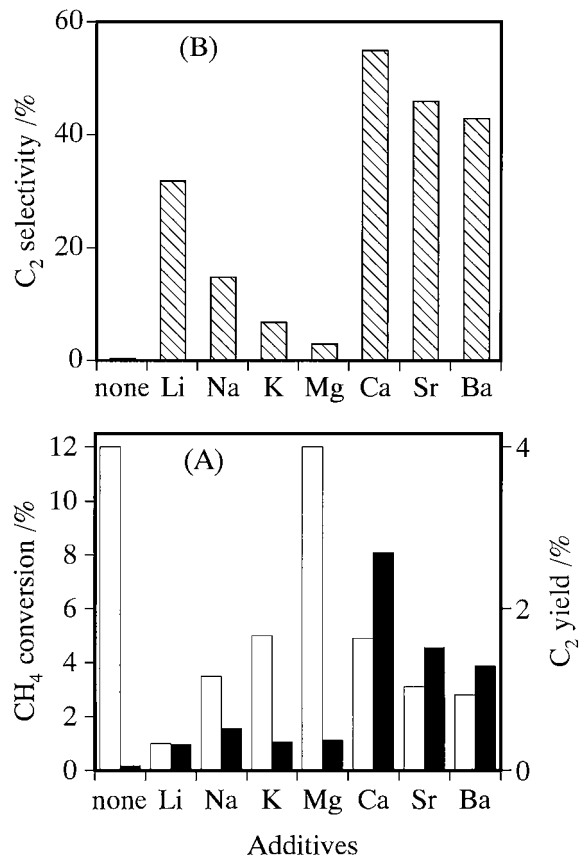 60
(B)
40
20
0
C2 selectivity /%
none Li Na K Mg Ca Sr Ba
12
(A)
4
10
8
6
2
4
2
0
0
CH4 conversion /%
C2 yield /%
none Li Na K Mg Ca Sr Ba
Additives